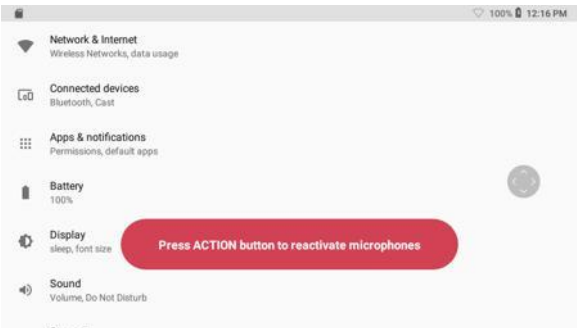 100% 12:16 PM
Network & Internet
Wireless Networks, data usage
Connected devices
Bluetooth, Cast
Apps & notifications
Permissions, default apps
Battery
100%
Display
sleep, font size
Press ACTION button to reactivate microphones
Sound
Volume, Do Not Disturb